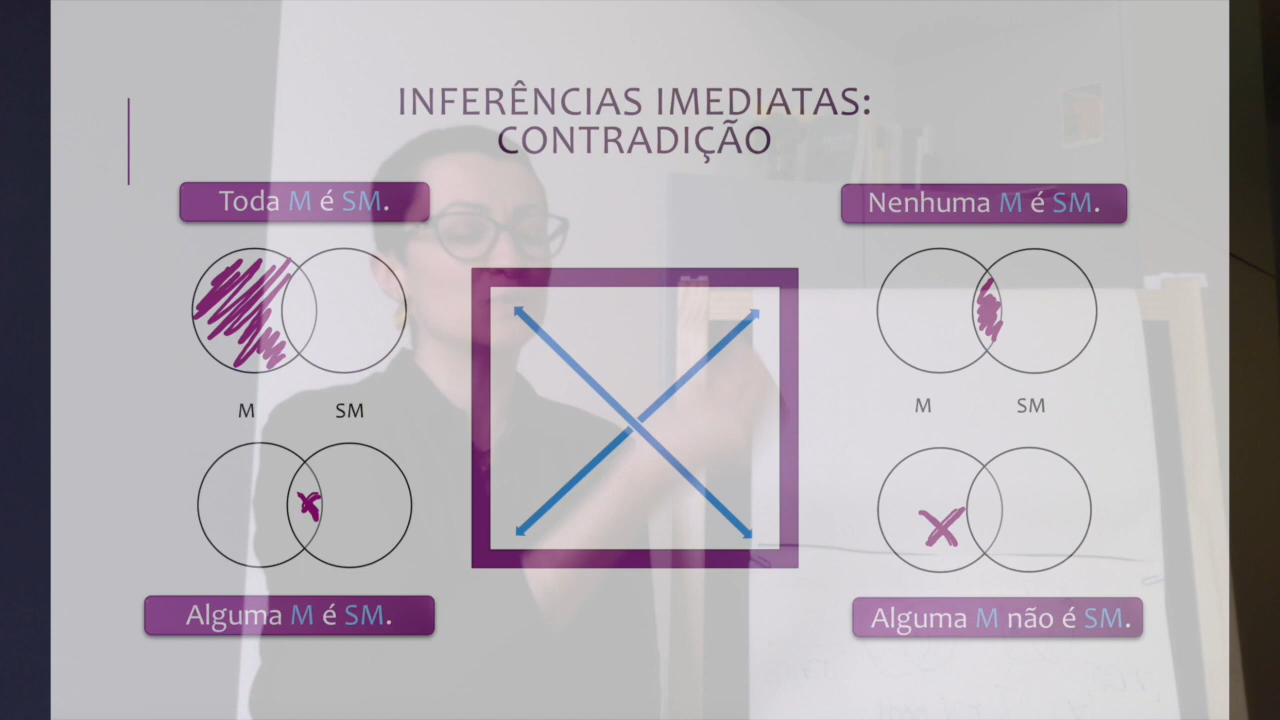 INFERÊNCIAS IMEDIATAS:
CONTRADIÇÃO
Toda M é SM.
Nenhuma M é SM.
M SM
M SM
Alguma M é SM.
Alguma M não é SM.